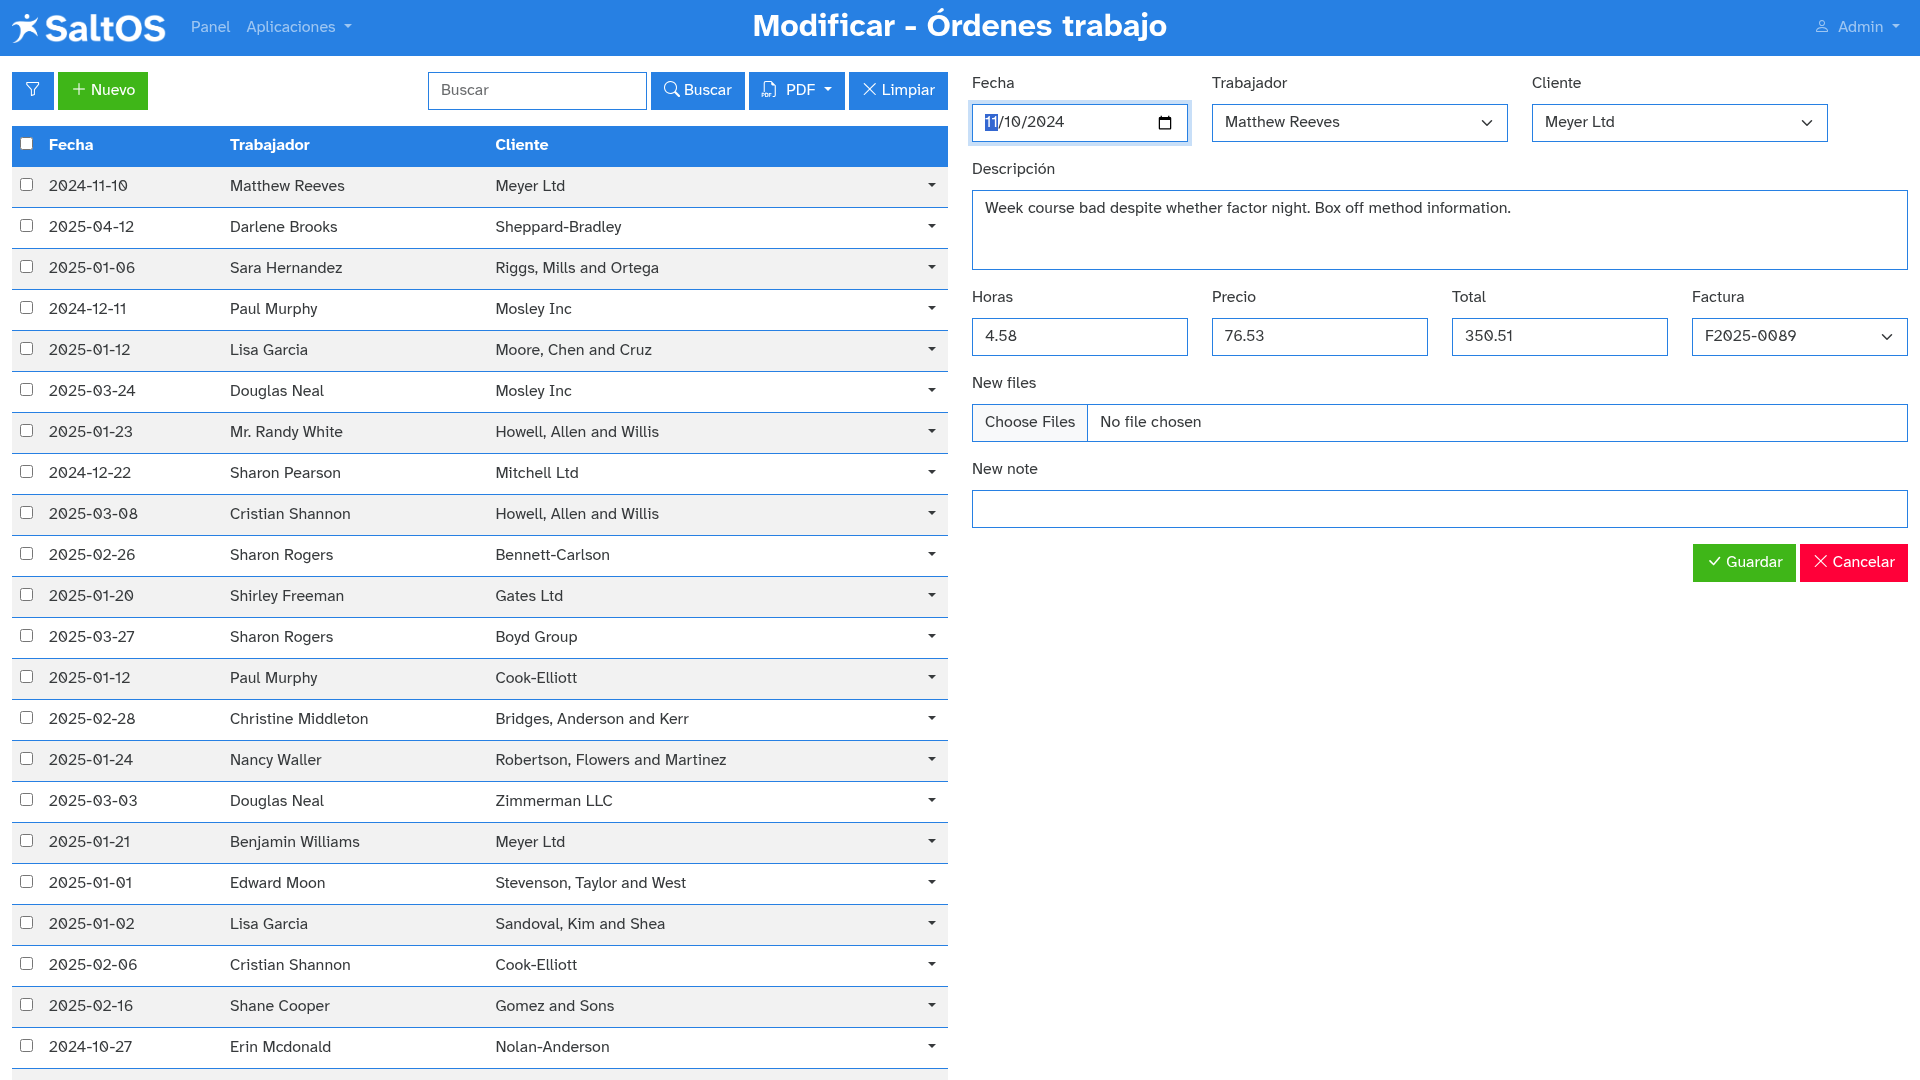 SaltOS Panel Aplicaciones Modificar - Órdenes trabajo Admin
Nuevo Buscar Buscar PDF Limpiar
Fecha Trabajador Cliente
2024-11-10 Matthew Reeves Meyer Ltd
2025-04-12 Darlene Brooks Sheppard-Bradley
2025-01-06 Sara Hernandez Riggs, Mills and Ortega
2024-12-11 Paul Murphy Mosley Inc
2025-01-12 Lisa Garcia Moore, Chen and Cruz
2025-03-24 Douglas Neal Mosley Inc
2025-01-23 Mr. Randy White Howell, Allen and Willis
2024-12-22 Sharon Pearson Mitchell Ltd
2025-03-08 Cristian Shannon Howell, Allen and Willis
2025-02-26 Sharon Rogers Bennett-Carlson
2025-01-20 Shirley Freeman Gates Ltd
2025-03-27 Sharon Rogers Boyd Group
2025-01-12 Paul Murphy Cook-Elliott
2025-02-28 Christine Middleton Bridges, Anderson and Kerr
2025-01-24 Nancy Waller Robertson, Flowers and Martinez
2025-03-03 Douglas Neal Zimmerman LLC
2025-01-21 Benjamin Williams Meyer Ltd
2025-01-01 Edward Moon Stevenson, Taylor and West
2025-01-02 Lisa Garcia Sandoval, Kim and Shea
2025-02-06 Cristian Shannon Cook-Elliott
2025-02-16 Shane Cooper Gomez and Sons
2024-10-27 Erin Mcdonald Nolan-Anderson
Fecha Trabajador Cliente
11/10/2024 Matthew Reeves Meyer Ltd
Descripción
Week course bad despite whether factor night. Box off method information.
Horas Precio Total Factura
4.58 76.53 350.51 F2025-0089
New files
Choose Files No file chosen
New note
Guardar Cancelar